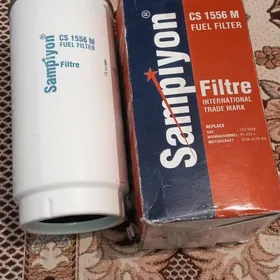 CS 1556 M
FUEL FILTER
Sampiyon
Filtre
CS 1556 M
FUEL FILTER
Sampiyon®
Filtre
INTERNATIONAL
TRADE MARK
REPLACE